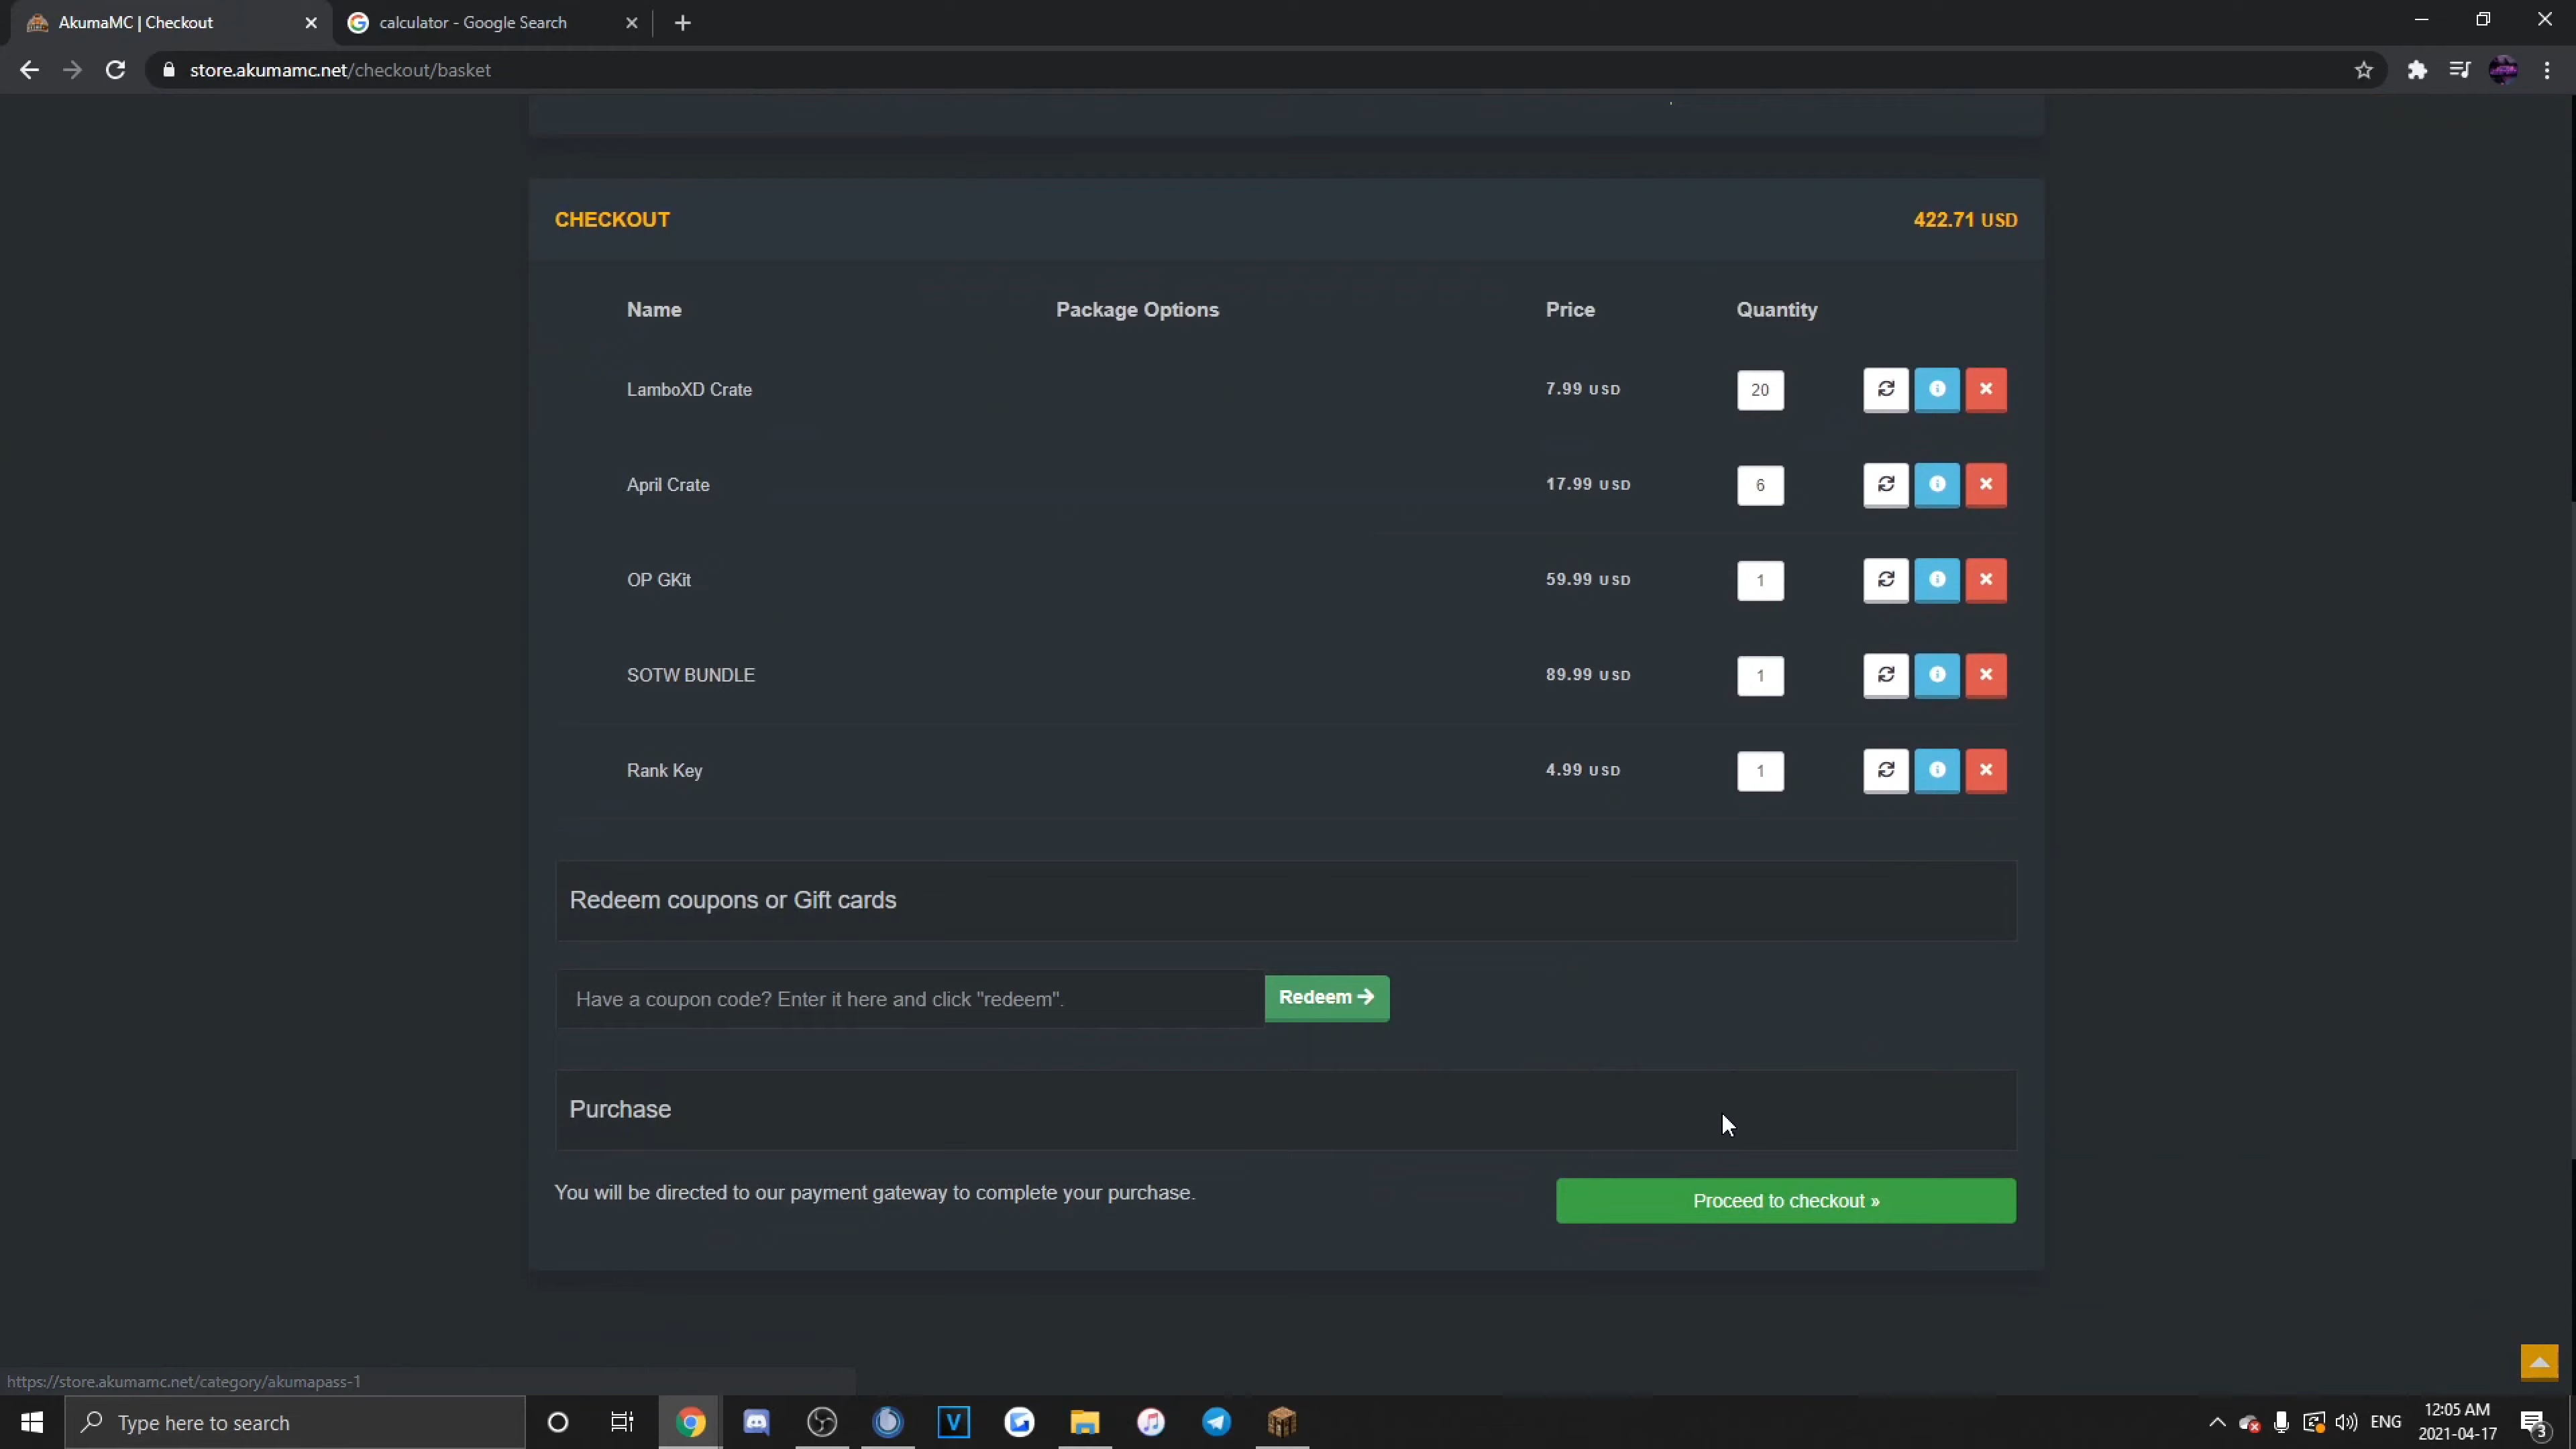 AkumaMC | Checkout
calculator - Google Search
store.akumamc.net/checkout/basket
CHECKOUT 422.71 USD
Name Package Options Price Quantity
LamboXD Crate 7.99 USD 20
April Crate 17.99 USD 6
OP GKit 59.99 USD 1
SOTW BUNDLE 89.99 USD 1
Rank Key 4.99 USD 1
Redeem coupons or Gift cards
Have a coupon code? Enter it here and click "redeem". Redeem
Purchase
You will be directed to our payment gateway to complete your purchase. Proceed to checkout »
https://store.akumamc.net/category/akumapass-1
Type here to search
V
ENG
12:05 AM
2021-04-17
3